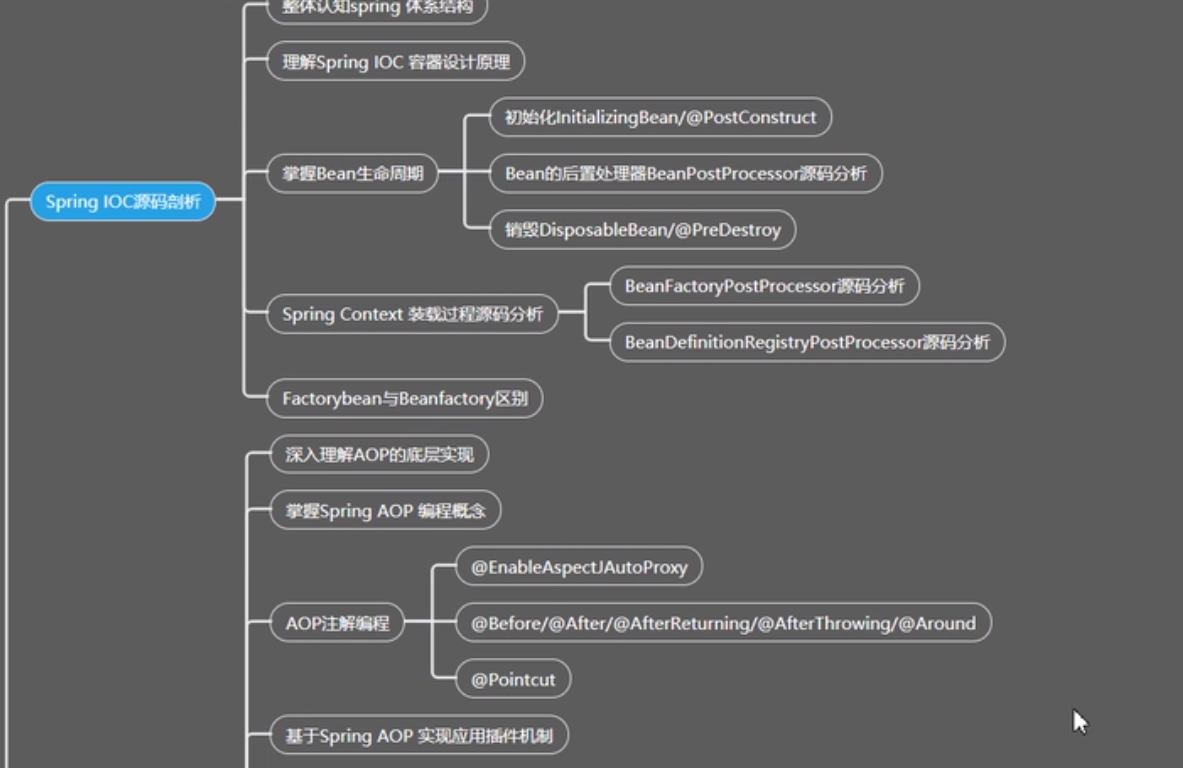 整体认知spring 体系结构
理解Spring IOC 容器设计原理
初始化InitializingBean/@PostConstruct
掌握Bean生命周期
Bean的后置处理器BeanPostProcessor源码分析
Spring IOC源码剖析
销毁DisposableBean/@PreDestroy
BeanFactoryPostProcessor源码分析
Spring Context 装载过程源码分析
BeanDefinitionRegistryPostProcessor源码分析
Factorybean与Beanfactory区别
深入理解AOP的底层实现
掌握Spring AOP 编程概念
@EnableAspectJAutoProxy
AOP注解编程
@Before/@After/@AfterReturning/@AfterThrowing/@Around
@Pointcut
基于Spring AOP 实现应用插件机制